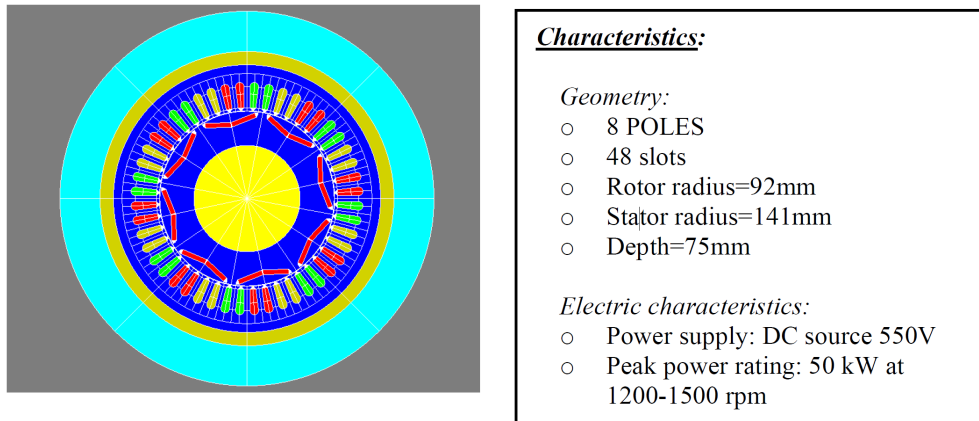 Characteristics:
Geometry:
o 8 POLES
o 48 slots
o Rotor radius=92mm
o Stator radius=141mm
o Depth=75mm
Electric characteristics:
o Power supply: DC source 550V
o Peak power rating: 50 kW at
1200-1500 rpm